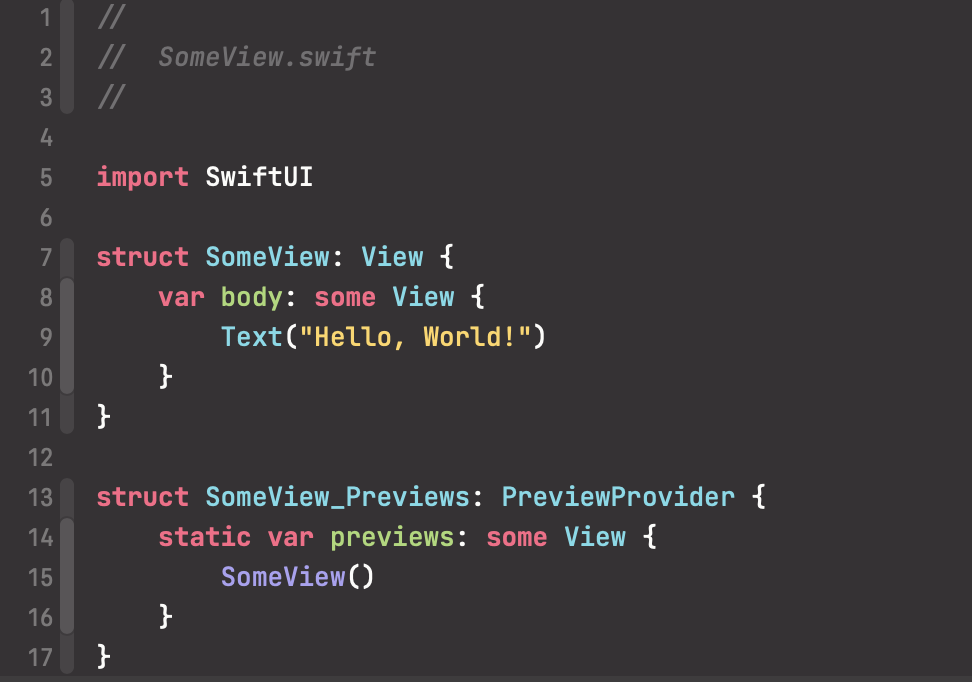 1 //
2 //  SomeView.swift
3 //
4
5 import SwiftUI
6
7 struct SomeView: View {
8     var body: some View {
9         Text("Hello, World!")
10     }
11 }
12
13 struct SomeView_Previews: PreviewProvider {
14     static var previews: some View {
15         SomeView()
16     }
17 }